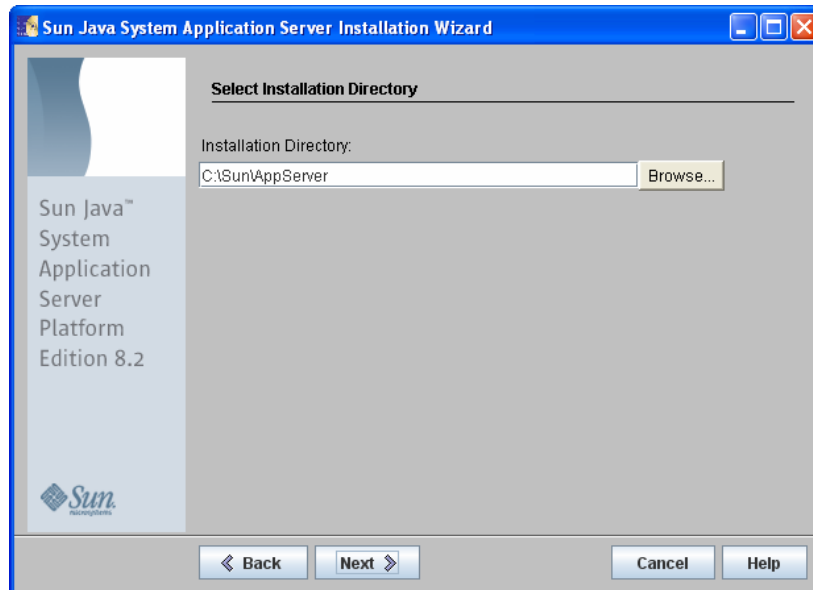 Sun Java System Application Server Installation Wizard
Select Installation Directory
Installation Directory:
C:\Sun\AppServer
Browse...
Sun Java™
System
Application
Server
Platform
Edition 8.2
Sun
microsystems
Back
Next
Cancel
Help